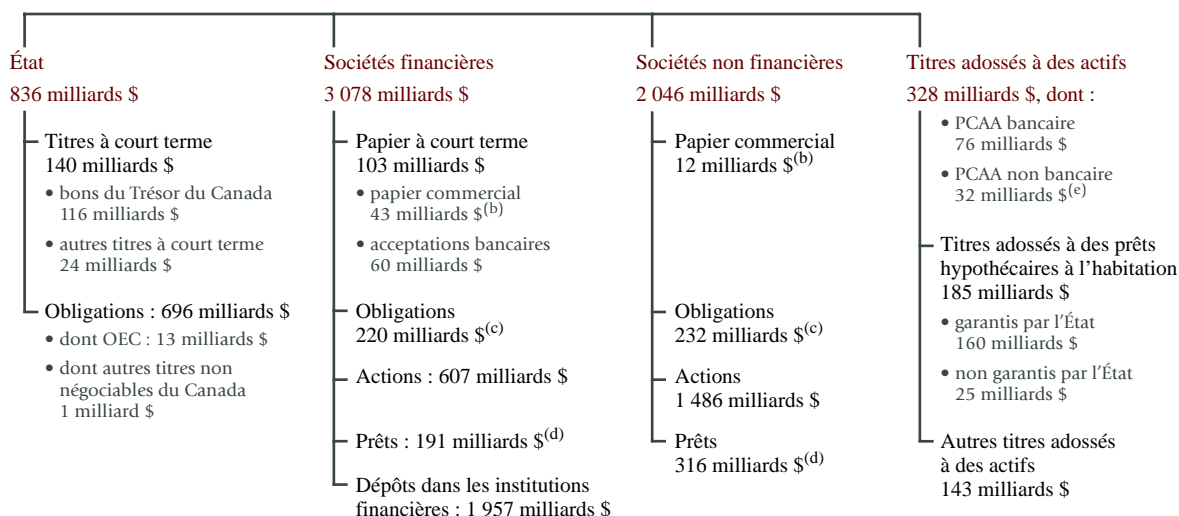 État
836 milliards $
Titres à court terme
140 milliards $
• bons du Trésor du Canada
116 milliards $
• autres titres à court terme
24 milliards $
Obligations : 696 milliards $
• dont OEC : 13 milliards $
• dont autres titres non
négociables du Canada
1 milliard $
Sociétés financières
3 078 milliards $
Papier à court terme
103 milliards $
• papier commercial
43 milliards $(b)
• acceptations bancaires
60 milliards $
Obligations
220 milliards $(c)
Actions : 607 milliards $
Prêts : 191 milliards $(d)
Dépôts dans les institutions
financières : 1 957 milliards $
Sociétés non financières
2 046 milliards $
Papier commercial
12 milliards $(b)
Obligations
232 milliards $(c)
Actions
1 486 milliards $
Prêts
316 milliards $(d)
Titres adossés à des actifs
328 milliards $, dont :
• PCAA bancaire
76 milliards $
• PCAA non bancaire
32 milliards $(e)
Titres adossés à des prêts
hypothécaires à l’habitation
185 milliards $
• garantis par l’État
160 milliards $
• non garantis par l’État
25 milliards $
Autres titres adossés
à des actifs
143 milliards $